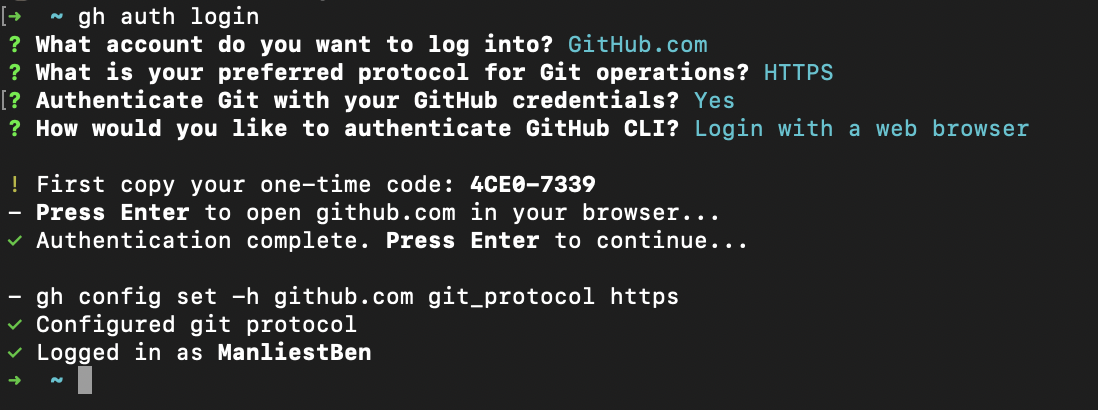 [➜  ~ gh auth login
? What account do you want to log into? GitHub.com
? What is your preferred protocol for Git operations? HTTPS
[? Authenticate Git with your GitHub credentials? Yes
? How would you like to authenticate GitHub CLI? Login with a web browser
! First copy your one-time code: 4CE0-7339
- Press Enter to open github.com in your browser...
✓ Authentication complete. Press Enter to continue...
- gh config set -h github.com git_protocol https
✓ Configured git protocol
✓ Logged in as ManliestBen
➜  ~